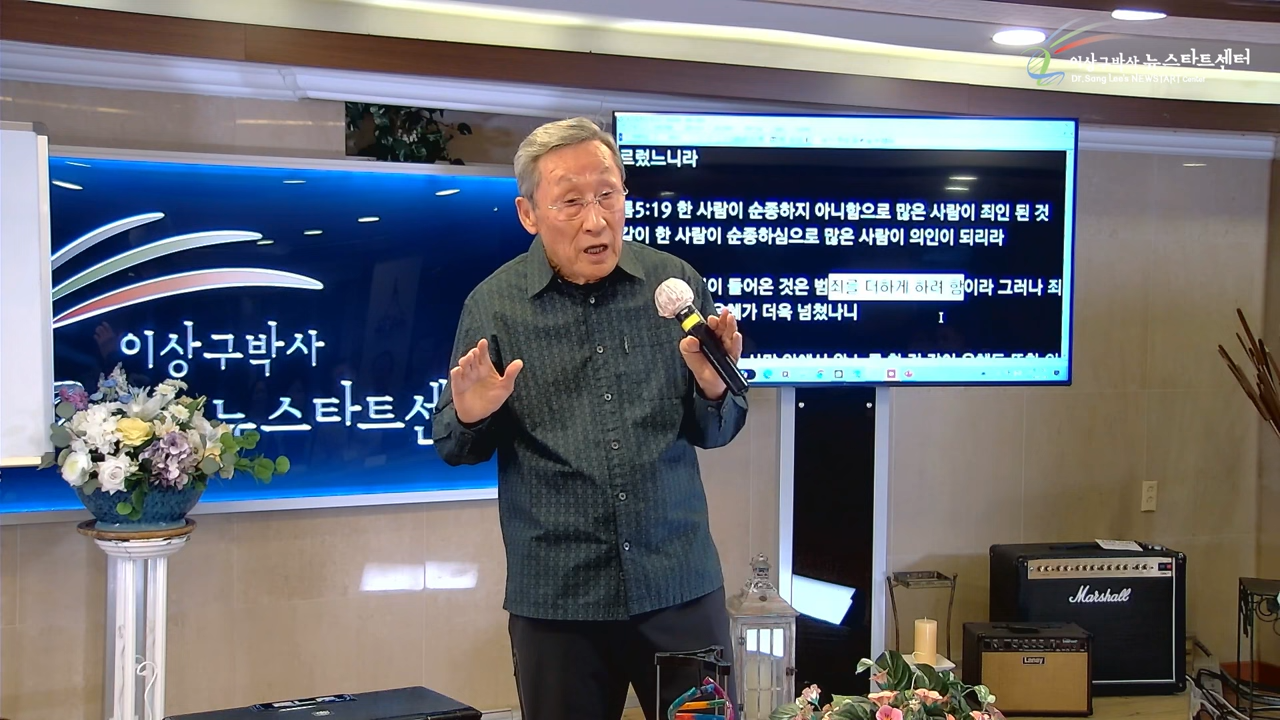 이상구박사 뉴스타트센터
Dr. Sang Lee's NEWSTART Center
르렀느니라
롬5:19 한 사람이 순종하지 아니함으로 많은 사람이 죄인 된 것
같이 한 사람이 순종하심으로 많은 사람이 의인이 되리라
이 들어온 것은 범죄를 더하게 하려 함이라 그러나 죄
은혜가 더욱 넘쳤나니
이상구박사
뉴스타트센
Marshall
Laney